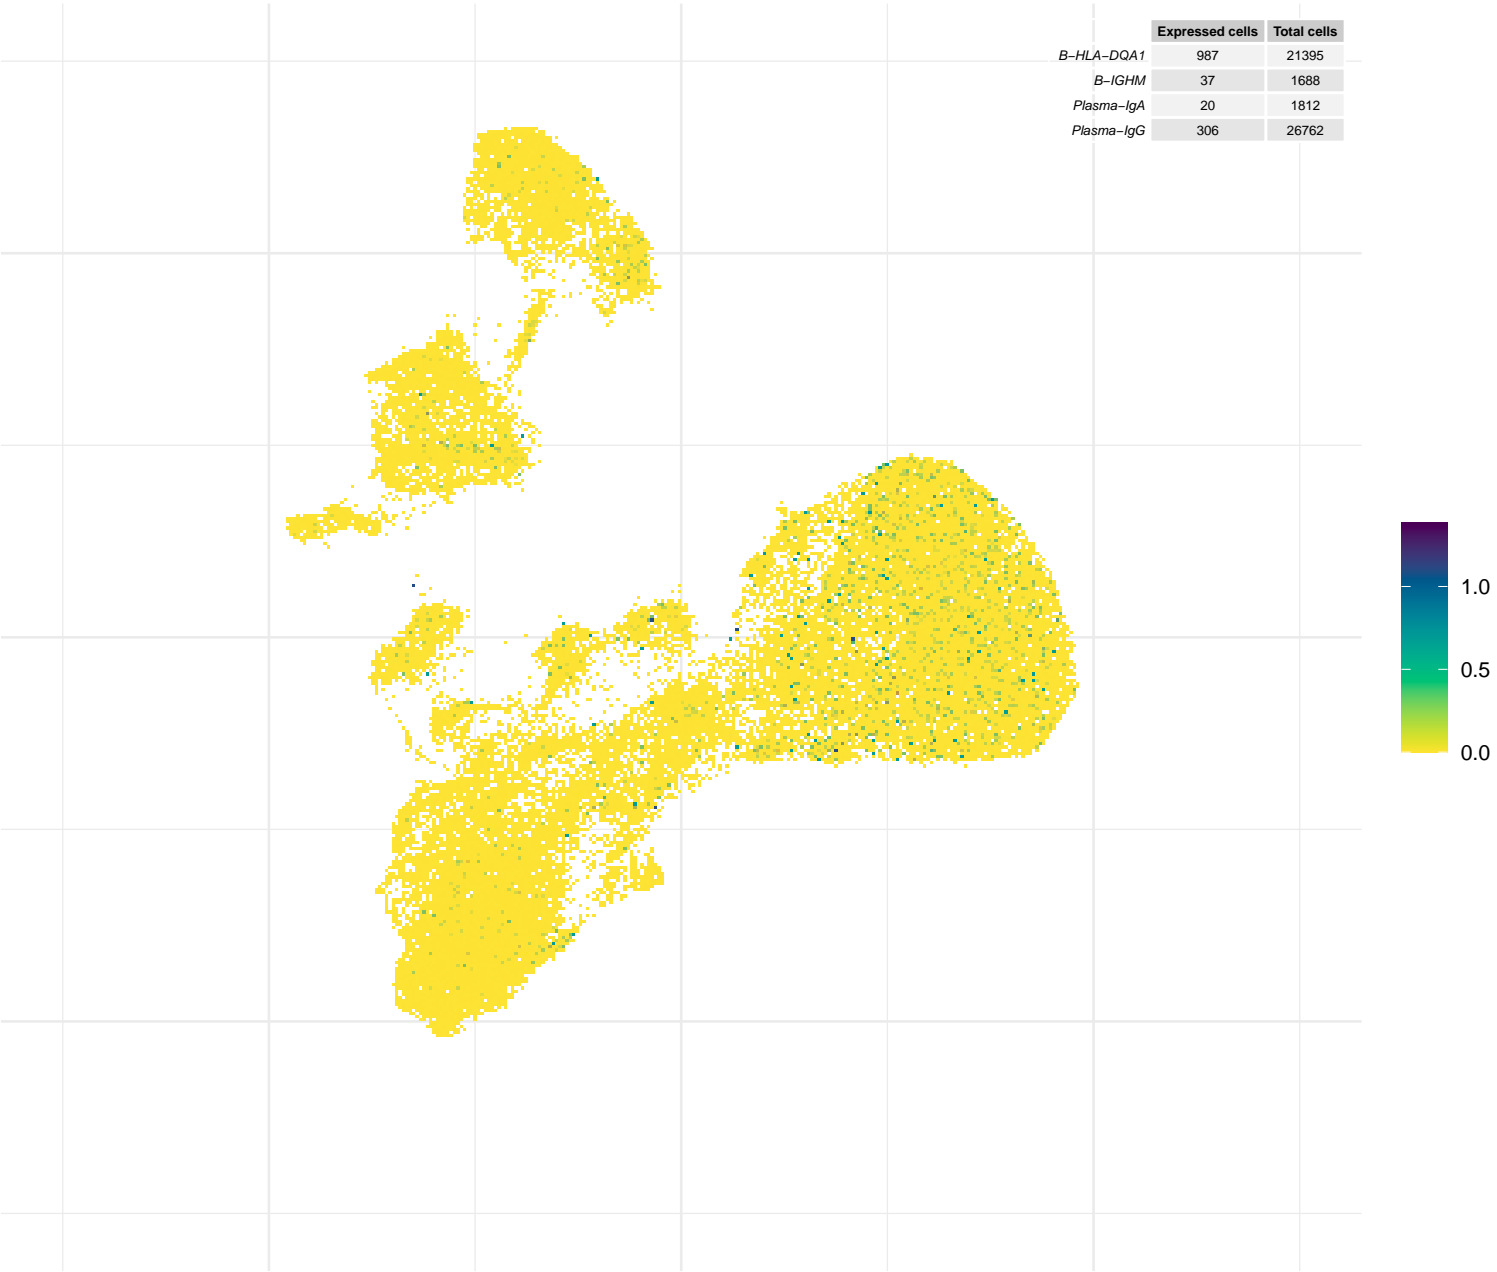 Expressed cells Total cells
B−HLA−DQA1 987 21395
B−IGHM 37 1688
Plasma−IgA 20 1812
Plasma−IgG 306 26762
1.0
0.5
0.0